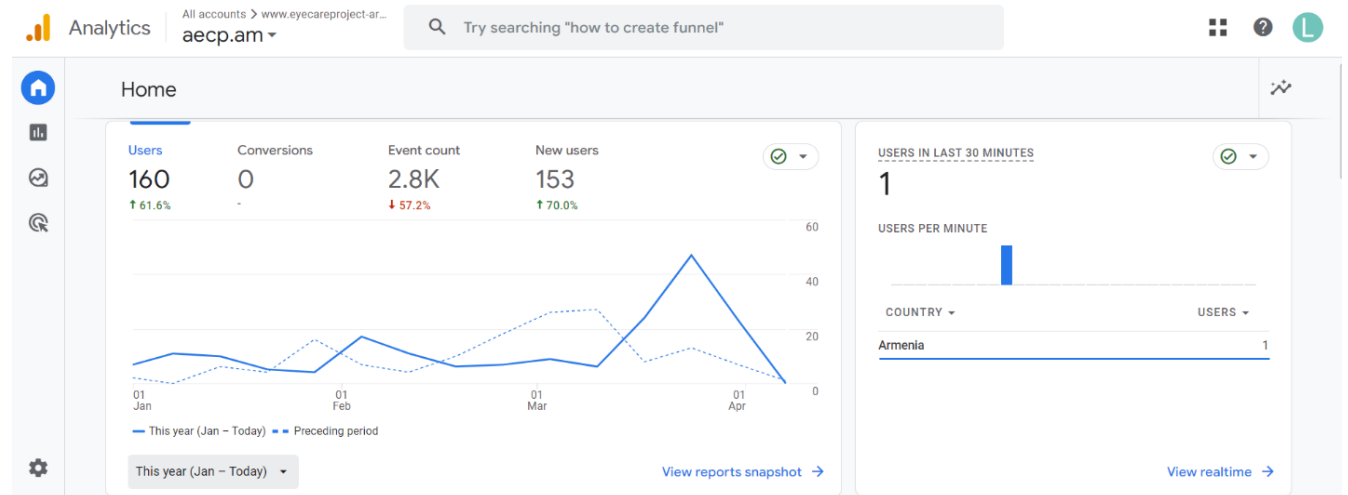 Analytics
All accounts > www.eyecareproject-ar...
aecp.am
Try searching "how to create funnel"
L
Home
Users
160
↑ 61.6%
Conversions
0
-
Event count
2.8K
↓ 57.2%
New users
153
↑ 70.0%
60
40
20
0
01
Jan
01
Feb
01
Mar
01
Apr
This year (Jan – Today) Preceding period
This year (Jan – Today)
View reports snapshot →
USERS IN LAST 30 MINUTES
1
USERS PER MINUTE
COUNTRY USERS
Armenia 1
View realtime →